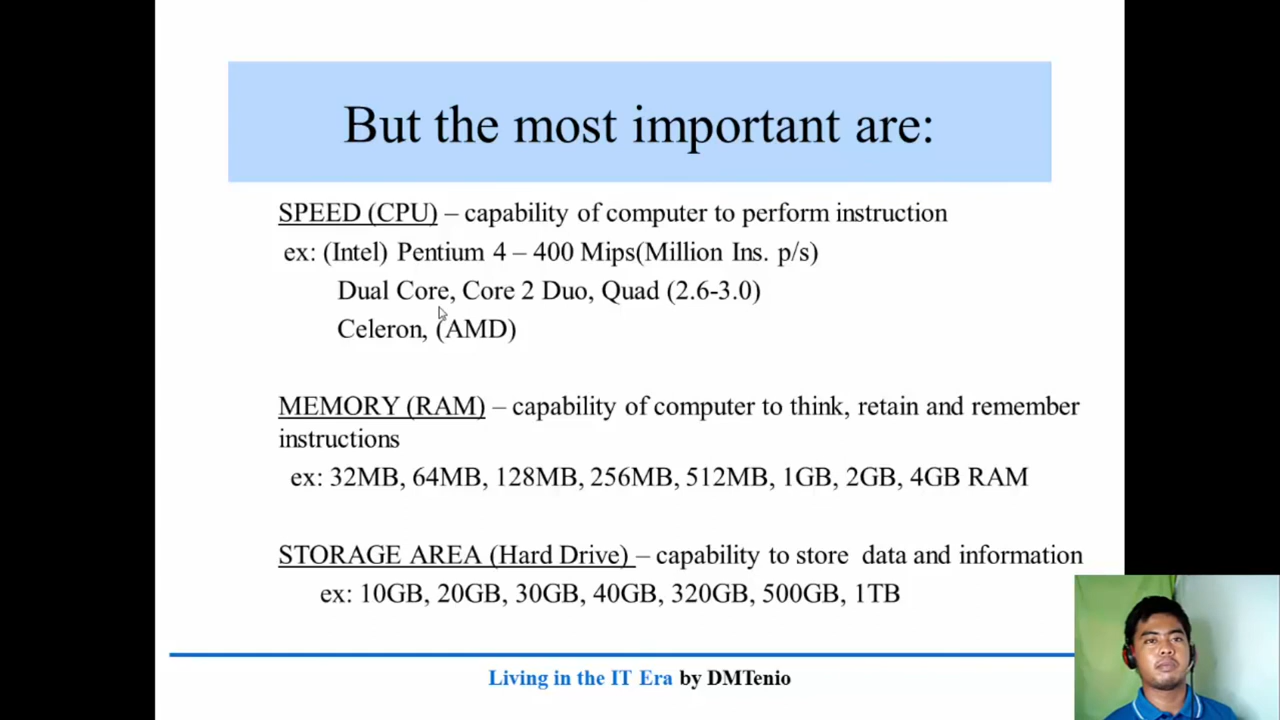 But the most important are:
SPEED (CPU) – capability of computer to perform instruction
ex: (Intel) Pentium 4 – 400 Mips(Million Ins. p/s)
Dual Core, Core 2 Duo, Quad (2.6-3.0)
Celeron, (AMD)
MEMORY (RAM) – capability of computer to think, retain and remember
instructions
ex: 32MB, 64MB, 128MB, 256MB, 512MB, 1GB, 2GB, 4GB RAM
STORAGE AREA (Hard Drive) – capability to store data and information
ex: 10GB, 20GB, 30GB, 40GB, 320GB, 500GB, 1TB
Living in the IT Era by DMTenio